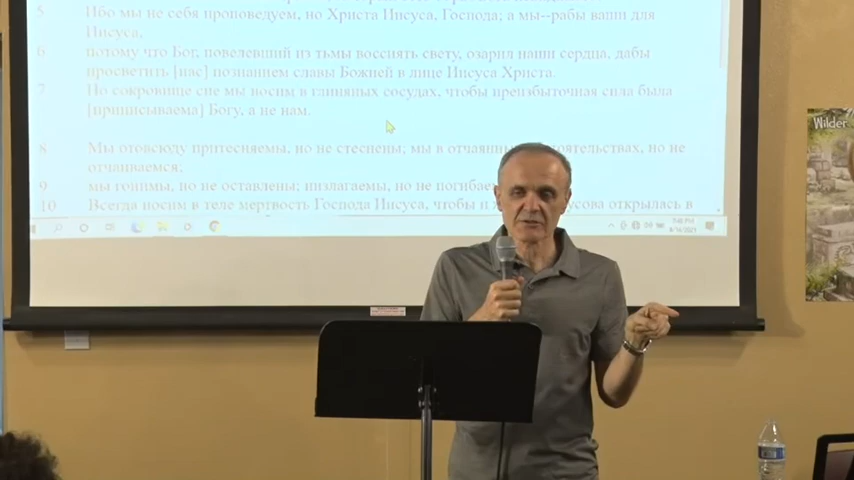 5 Ибо мы не себя проповедуем, но Христа Иисуса, Господа; а мы--рабы ваши для
Иисуса,
6 потому что Бог, повелевший из тьмы воссиять свету, озарил наши сердца, дабы
просветить [нас] познанием славы Божией в лице Иисуса Христа.
7 Но сокровище сие мы носим в глиняных сосудах, чтобы преизбыточная сила была
[приписываема] Богу, а не нам.
8 Мы отовсюду притесняемы, но не стеснены; мы в отчаянных обстоятельствах, но не
отчаиваемся;
9 мы гонимы, но не оставлены; низлагаемы, но не погибаем.
10 Всегда носим в теле мертвость Господа Иисуса, чтобы и открылась в
Wilder